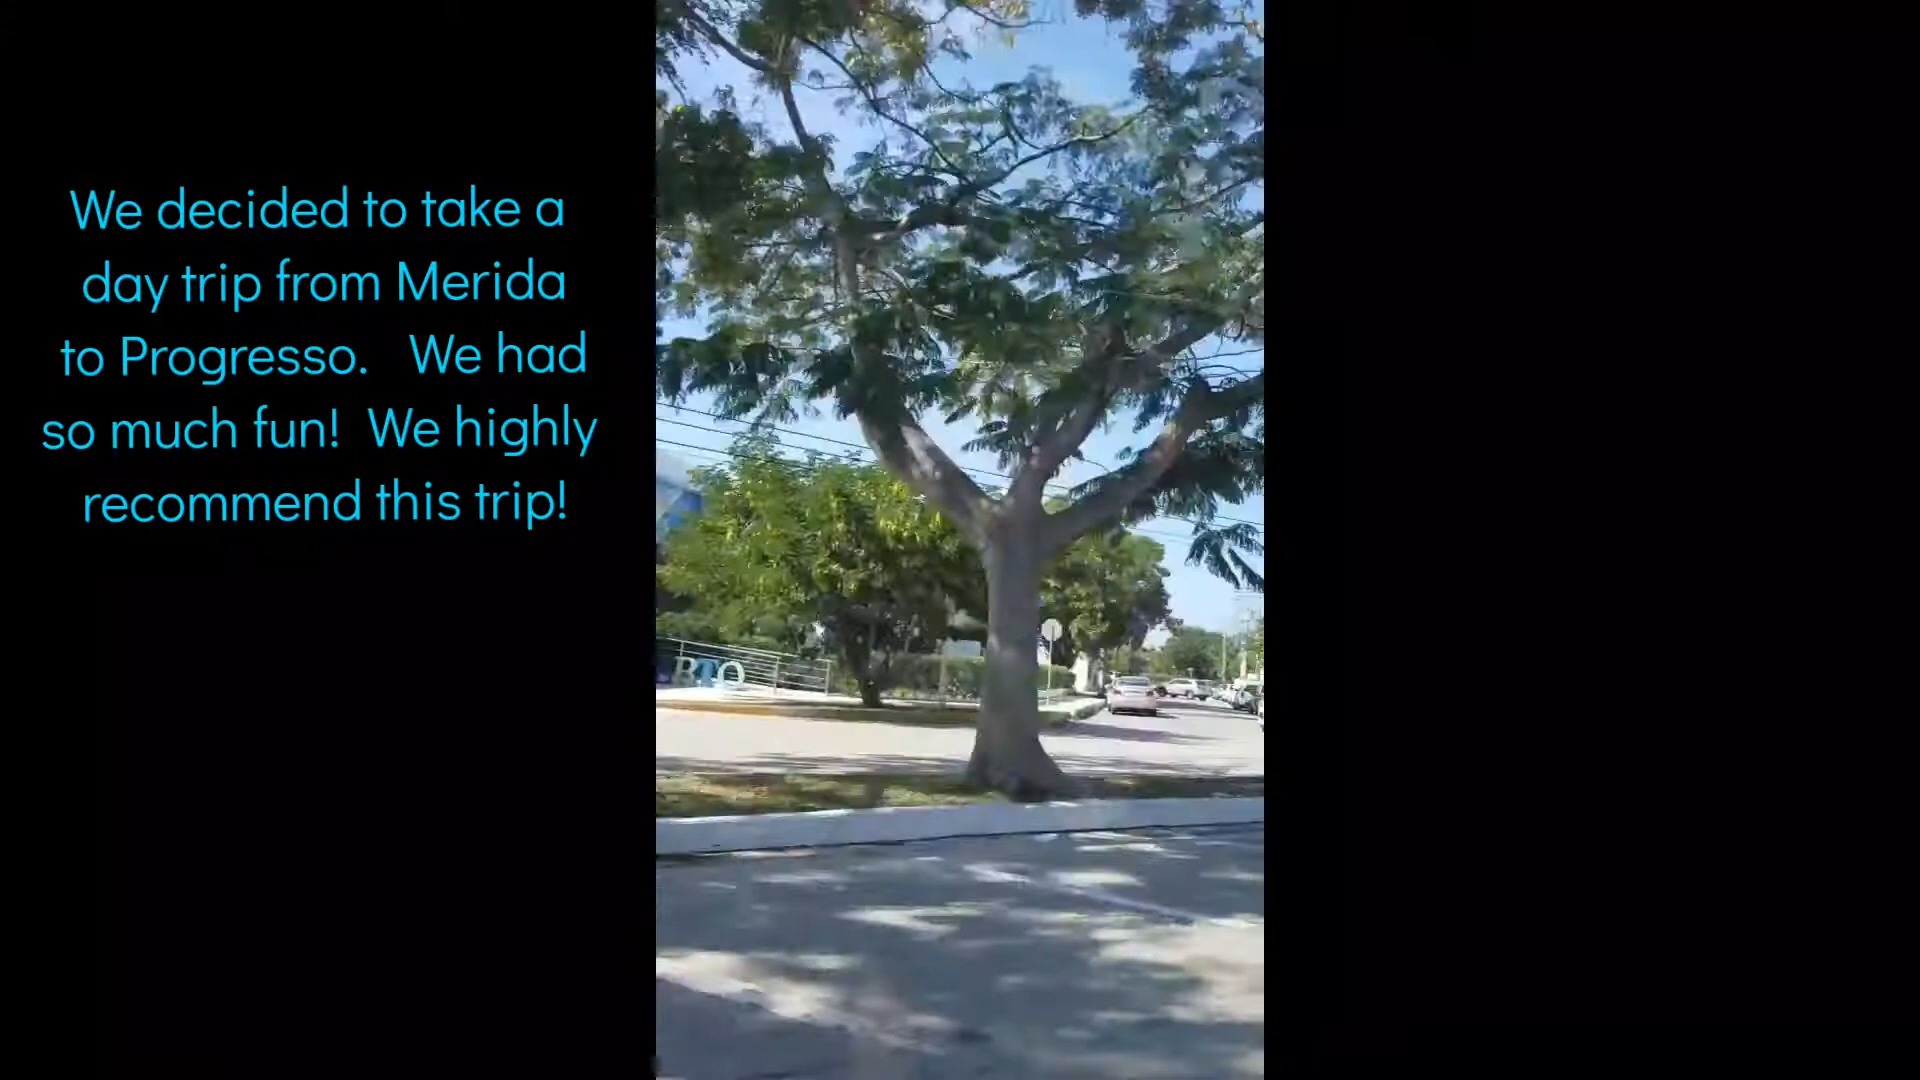 We decided to take a
day trip from Merida
to Progresso. We had
so much fun! We highly
recommend this trip!
BTO